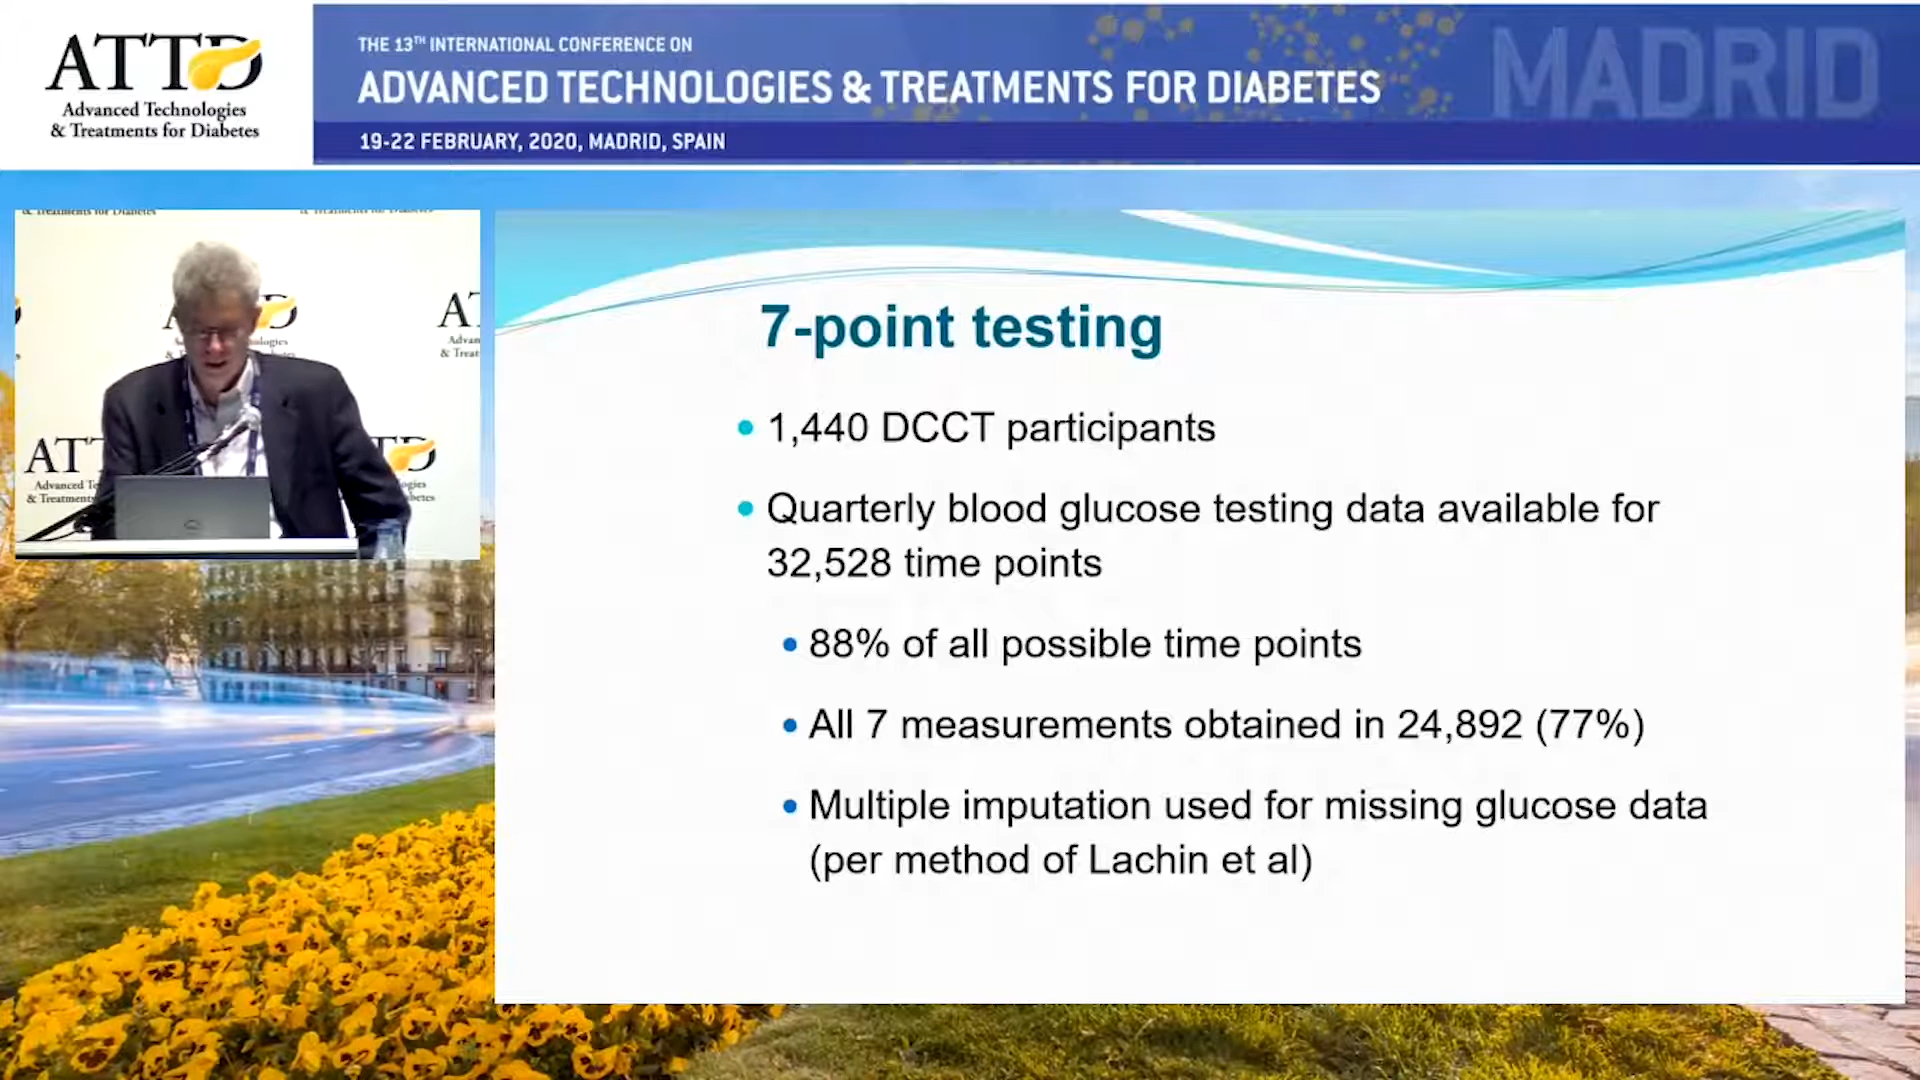 ATTD
Advanced Technologies
& Treatments for Diabetes
THE 13TH INTERNATIONAL CONFERENCE ON
ADVANCED TECHNOLOGIES & TREATMENTS FOR DIABETES
19-22 FEBRUARY, 2020, MADRID, SPAIN
MADRID
& Treatments for Diabetes
7-point testing
• 1,440 DCCT participants
• Quarterly blood glucose testing data available for
32,528 time points
• 88% of all possible time points
• All 7 measurements obtained in 24,892 (77%)
• Multiple imputation used for missing glucose data
(per method of Lachin et al)